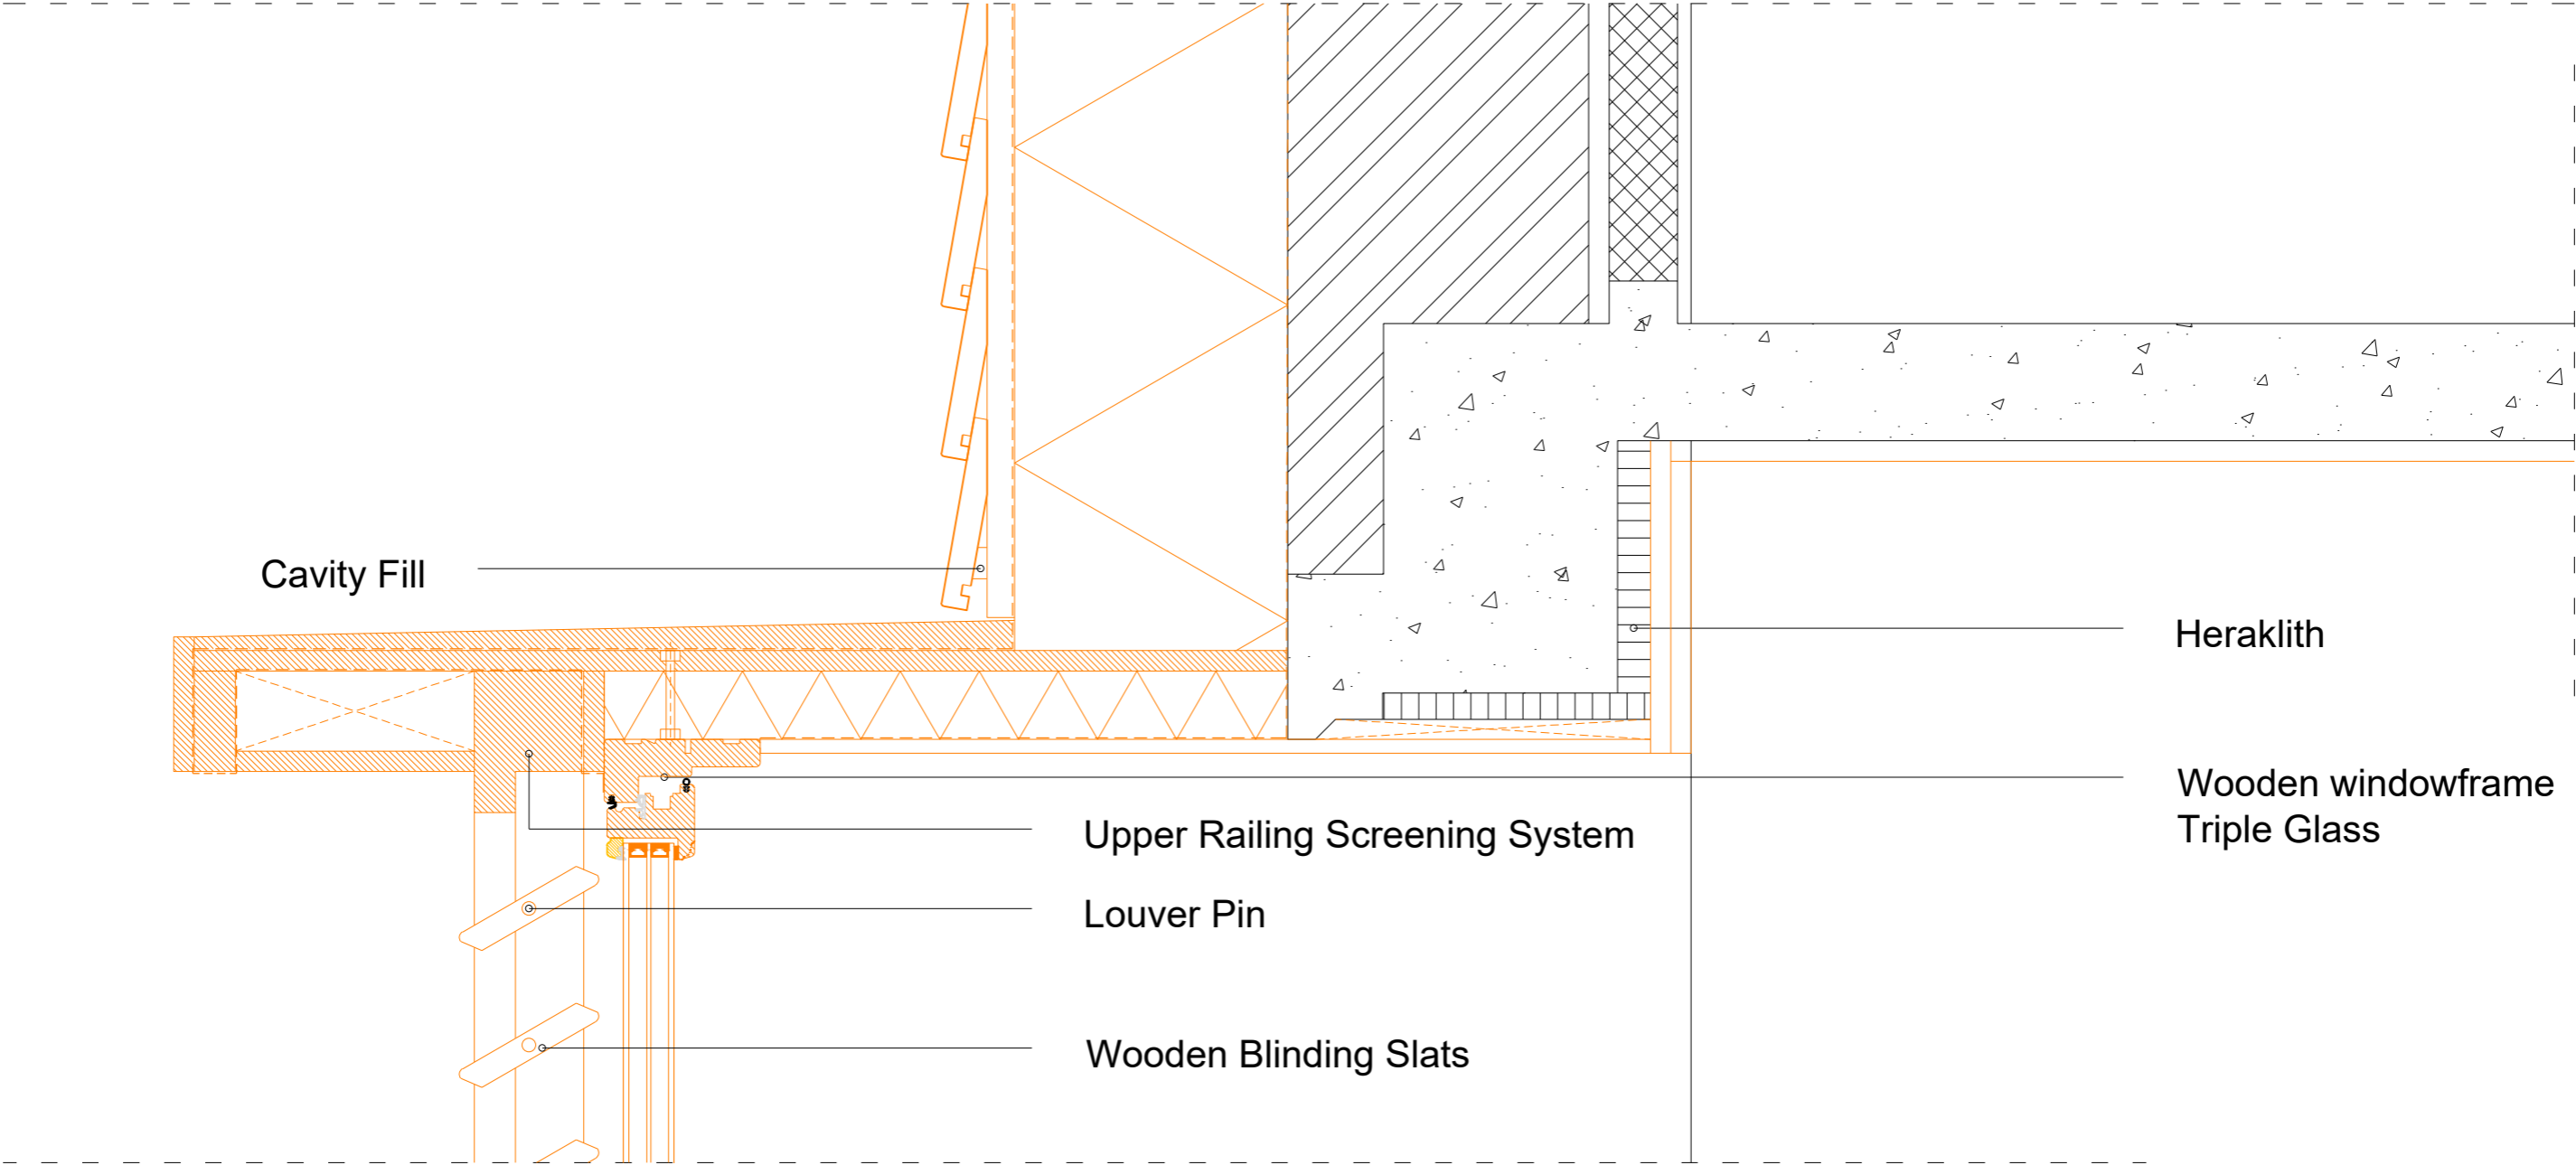 Cavity Fill
Heraklith
Wooden windowframe
Triple Glass
Upper Railing Screening System
Louver Pin
Wooden Blinding Slats